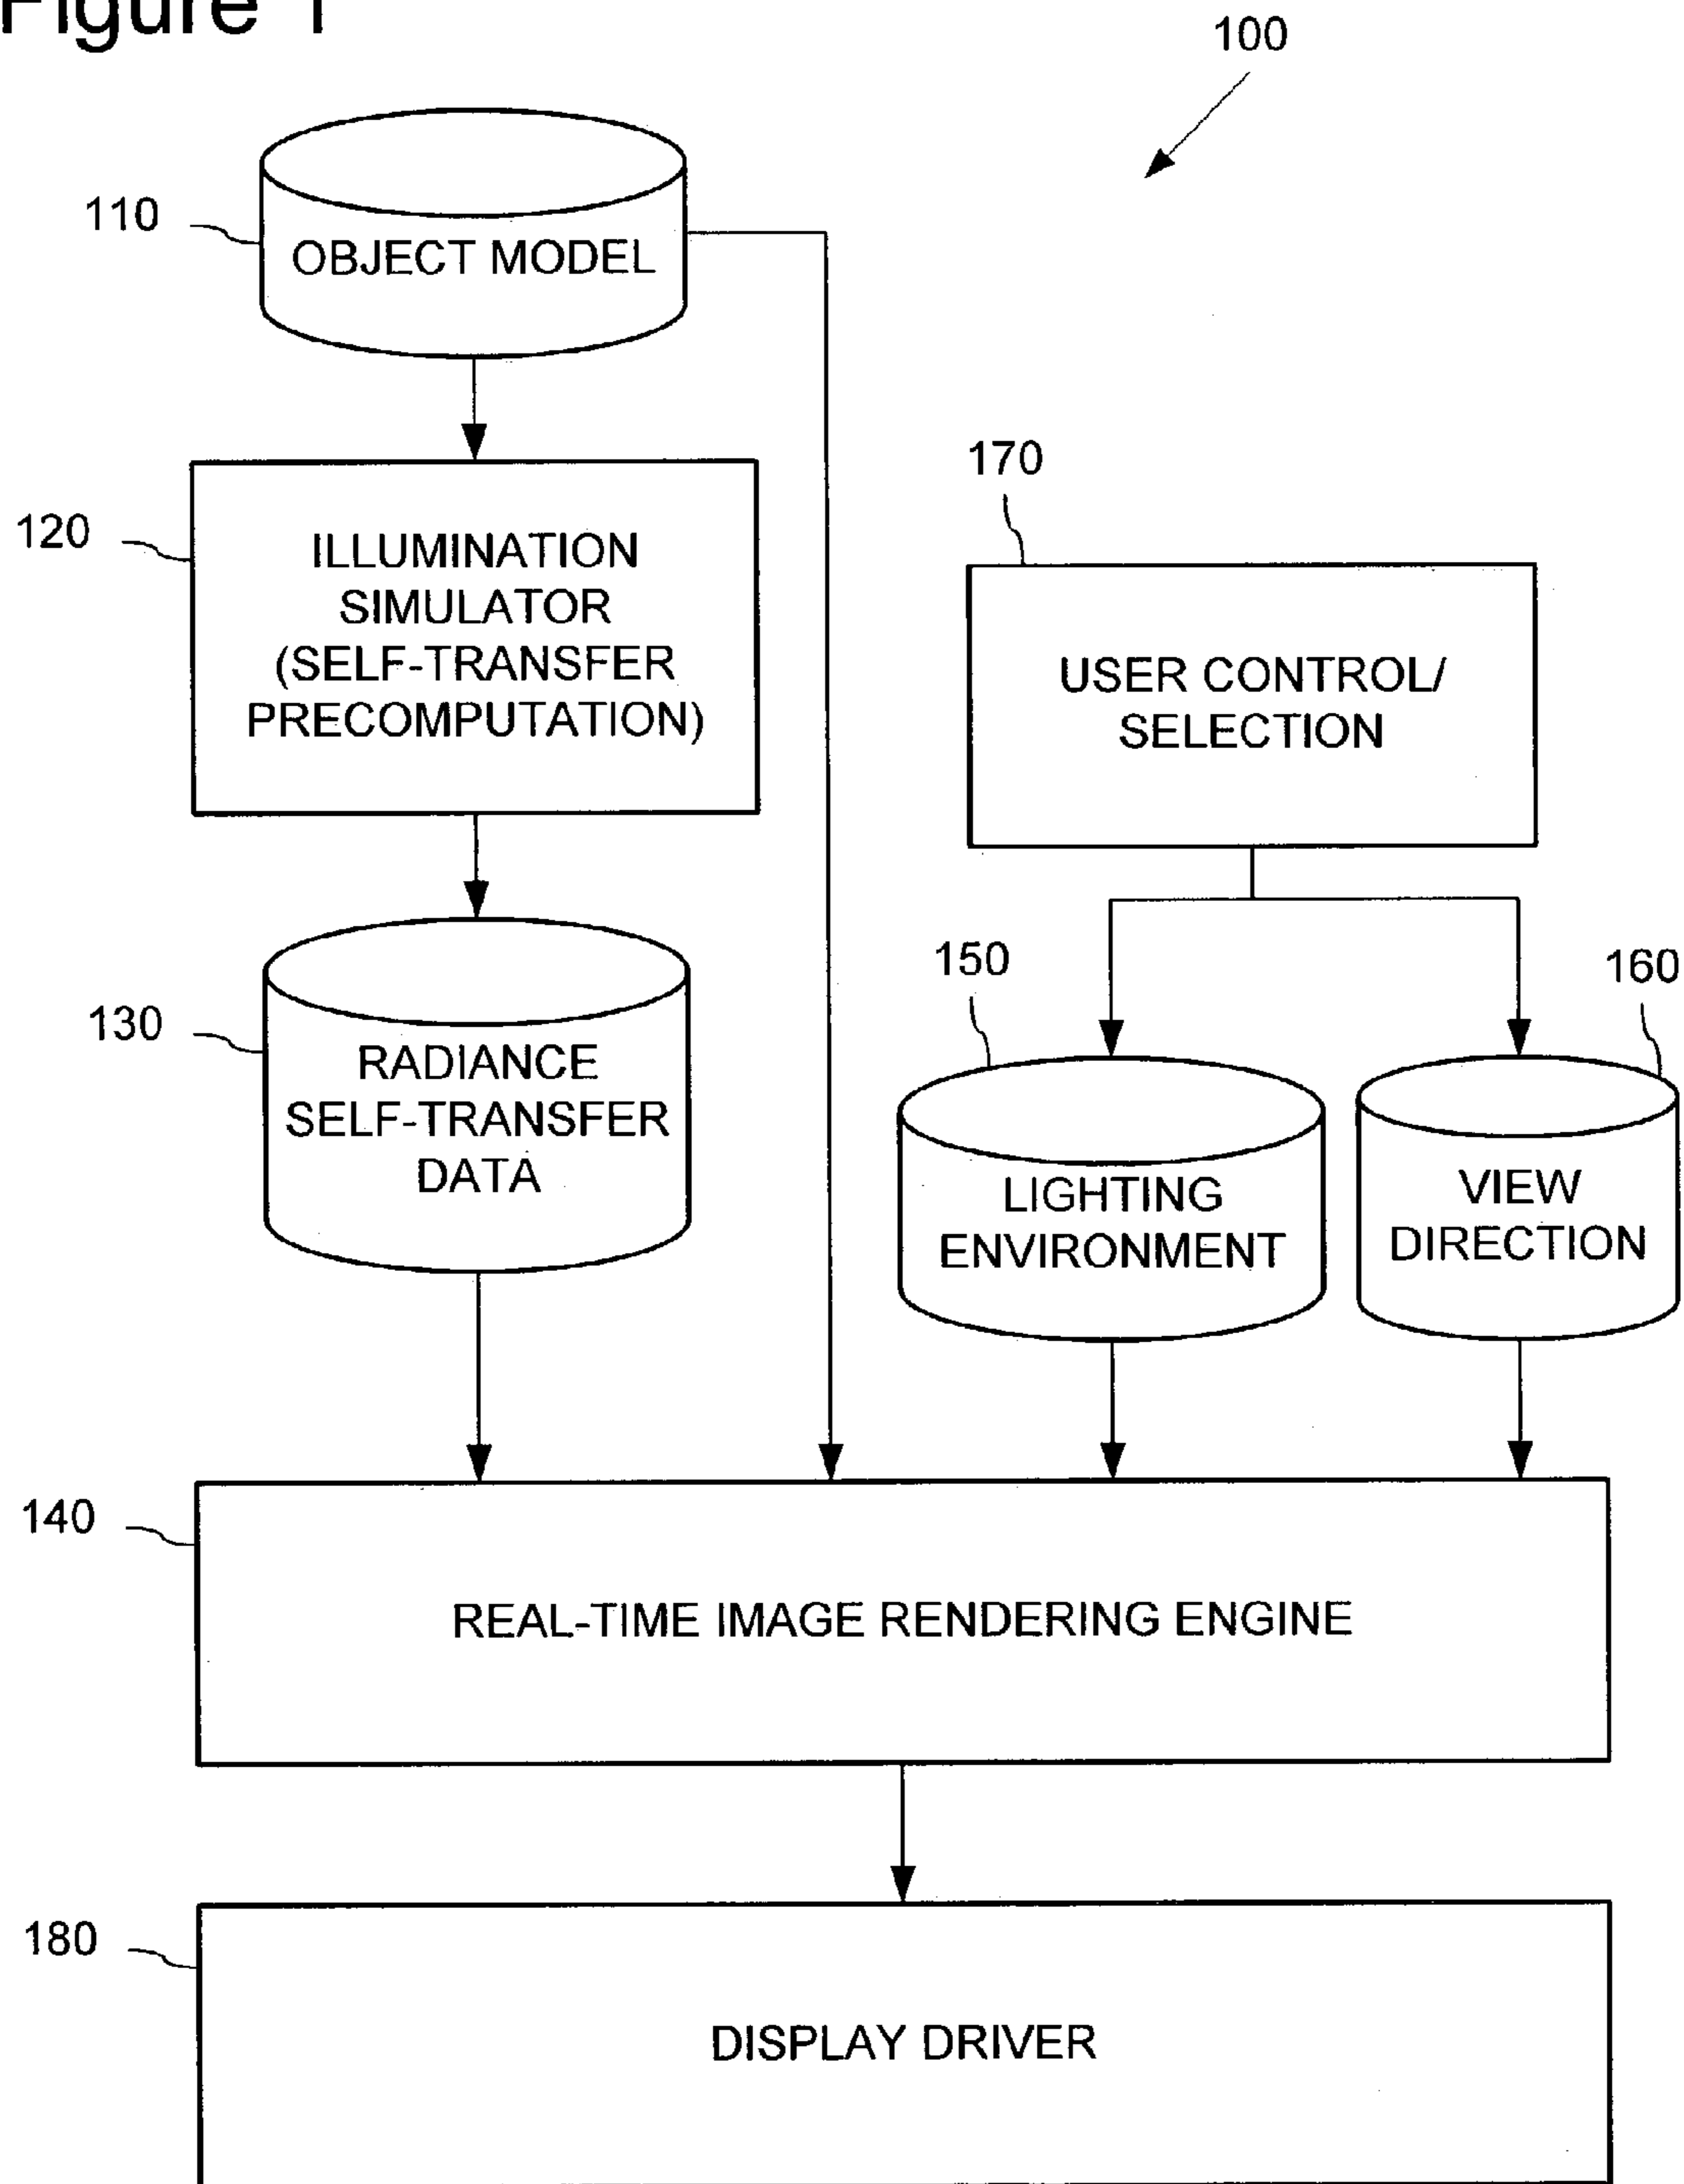 Figure 1
100
110
OBJECT MODEL
120
ILLUMINATION
SIMULATOR
(SELF-TRANSFER
PRECOMPUTATION)
170
USER CONTROL/
SELECTION
130
RADIANCE
SELF-TRANSFER
DATA
150
LIGHTING
ENVIRONMENT
160
VIEW
DIRECTION
140
REAL-TIME IMAGE RENDERING ENGINE
180
DISPLAY DRIVER